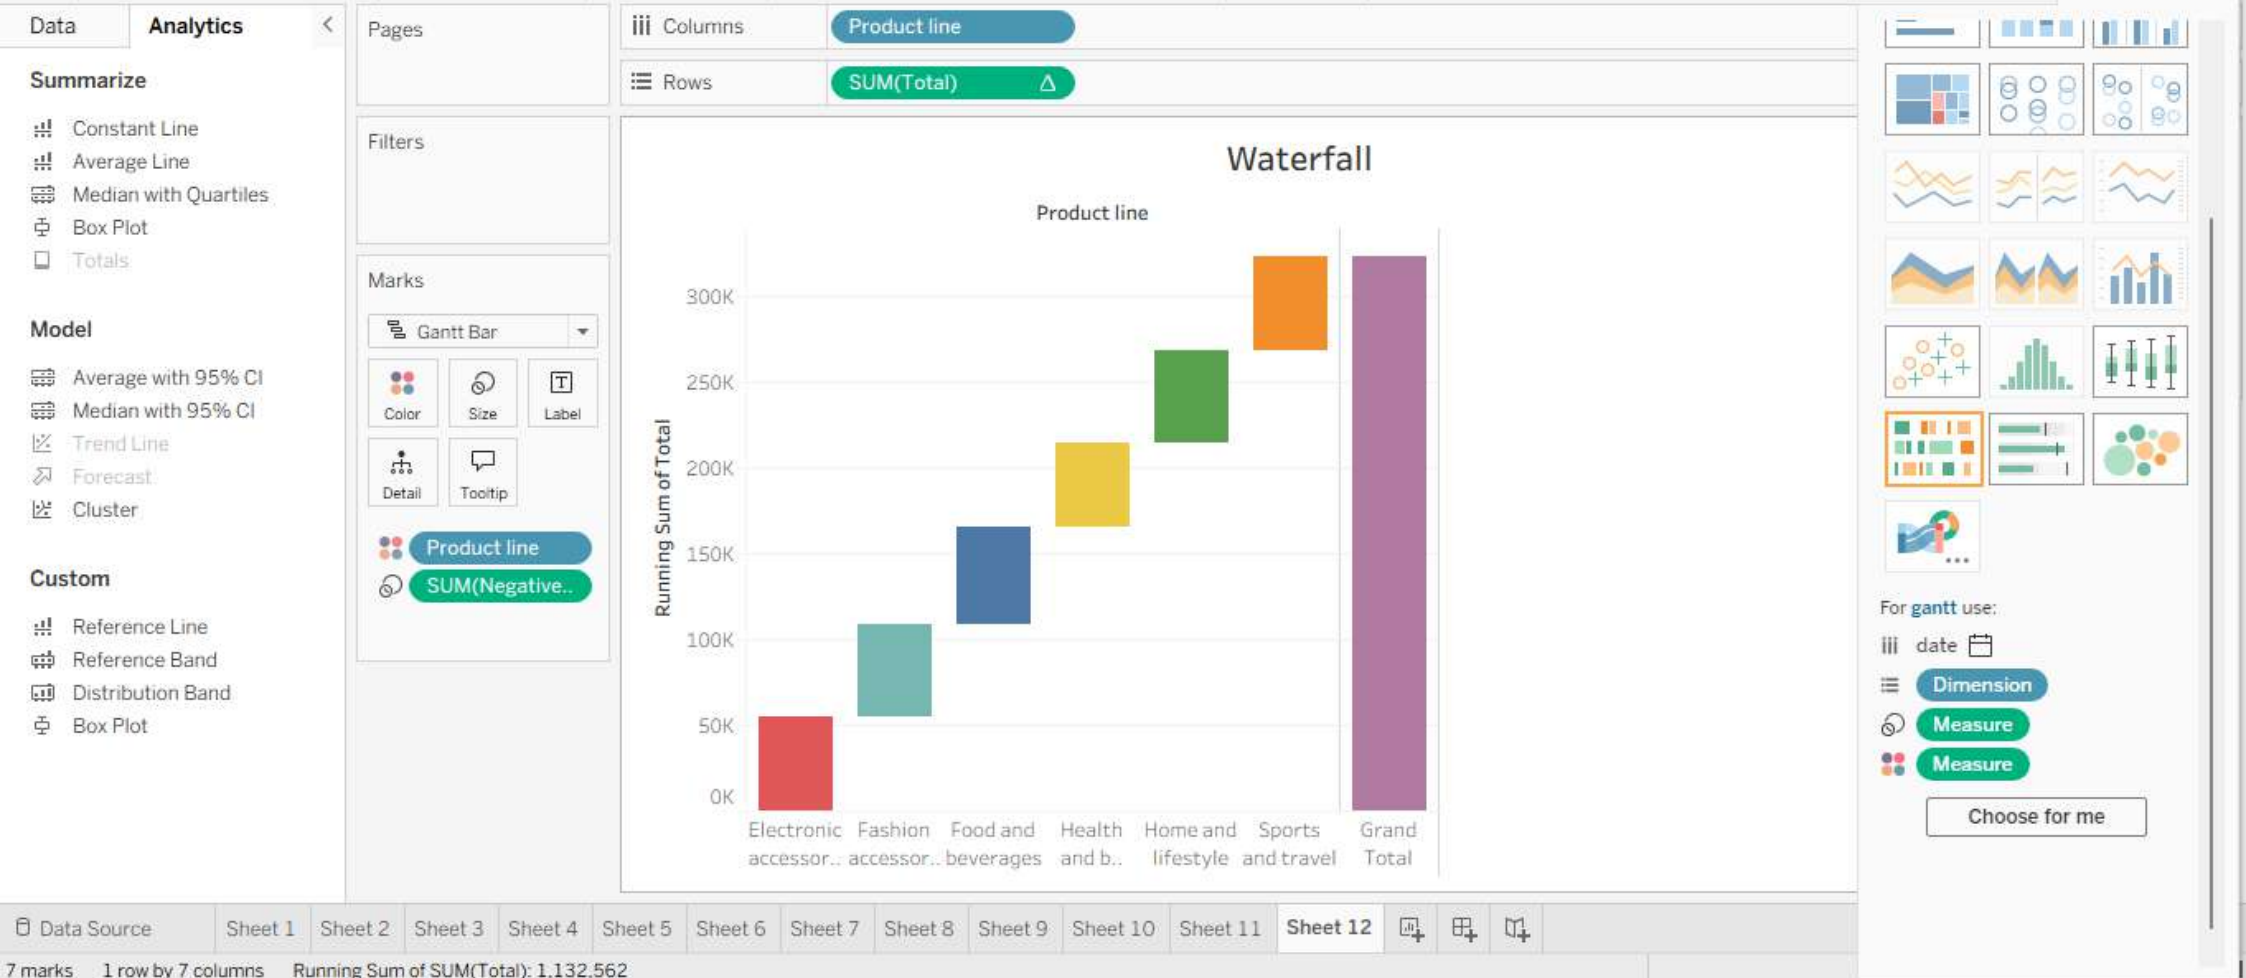 Data
Analytics
Summarize
Constant Line
Average Line
Median with Quartiles
Box Plot
Totals
Model
Average with 95% CI
Median with 95% CI
Trend Line
Forecast
Cluster
Custom
Reference Line
Reference Band
Distribution Band
Box Plot
Pages
Filters
Marks
Gantt Bar
Color
Size
Label
Detail
Tooltip
Product line
SUM(Negative..
Columns
Product line
Rows
SUM(Total)
Waterfall
Product line
Running Sum of Total
300K
250K
200K
150K
100K
50K
0K
Electronic accessor..
Fashion accessor..
Food and beverages
Health and b..
Home and lifestyle
Sports and travel
Grand Total
For gantt use:
date
Dimension
Measure
Measure
Choose for me
Data Source
Sheet 1
Sheet 2
Sheet 3
Sheet 4
Sheet 5
Sheet 6
Sheet 7
Sheet 8
Sheet 9
Sheet 10
Sheet 11
Sheet 12
7 marks
1 row by 7 columns
Running Sum of SUM(Total): 1,132,562